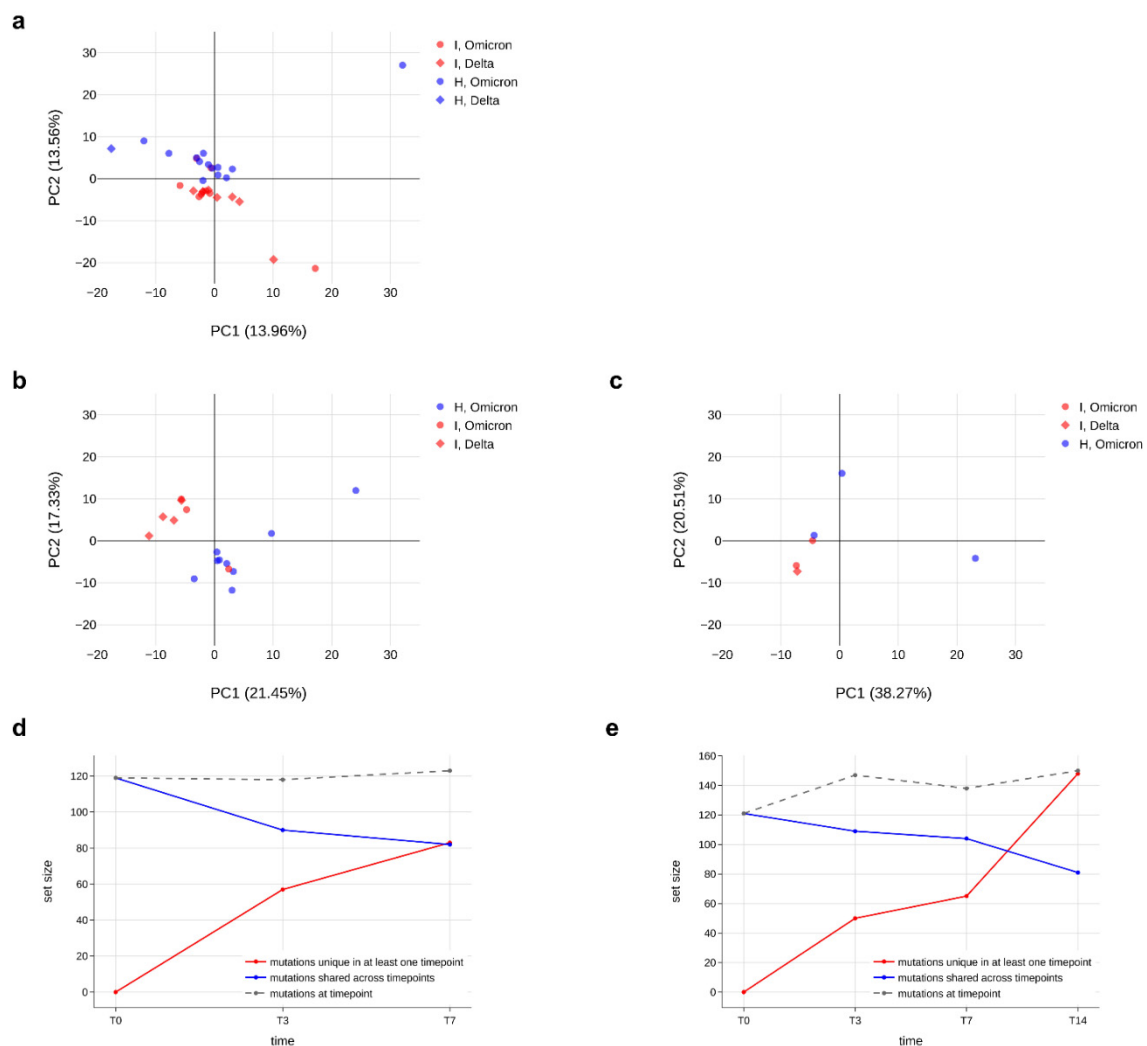 a
30
20
10
0
−10
−20
−20
−10
0
10
20
30
PC2 (13.56%)
PC1 (13.96%)
I, Omicron
I, Delta
H, Omicron
H, Delta
b
30
20
10
0
−10
−20
−20
−10
0
10
20
30
PC2 (17.33%)
PC1 (21.45%)
H, Omicron
I, Omicron
I, Delta
c
30
20
10
0
−10
−20
−20
−10
0
10
20
30
PC2 (20.51%)
PC1 (38.27%)
I, Omicron
I, Delta
H, Omicron
d
120
100
80
60
40
20
0
set size
mutations unique in at least one timepoint
mutations shared across timepoints
mutations at timepoint
T0
T3
T7
time
e
160
140
120
100
80
60
40
20
0
set size
mutations unique in at least one timepoint
mutations shared across timepoints
mutations at timepoint
T0
T3
T7
T14
time